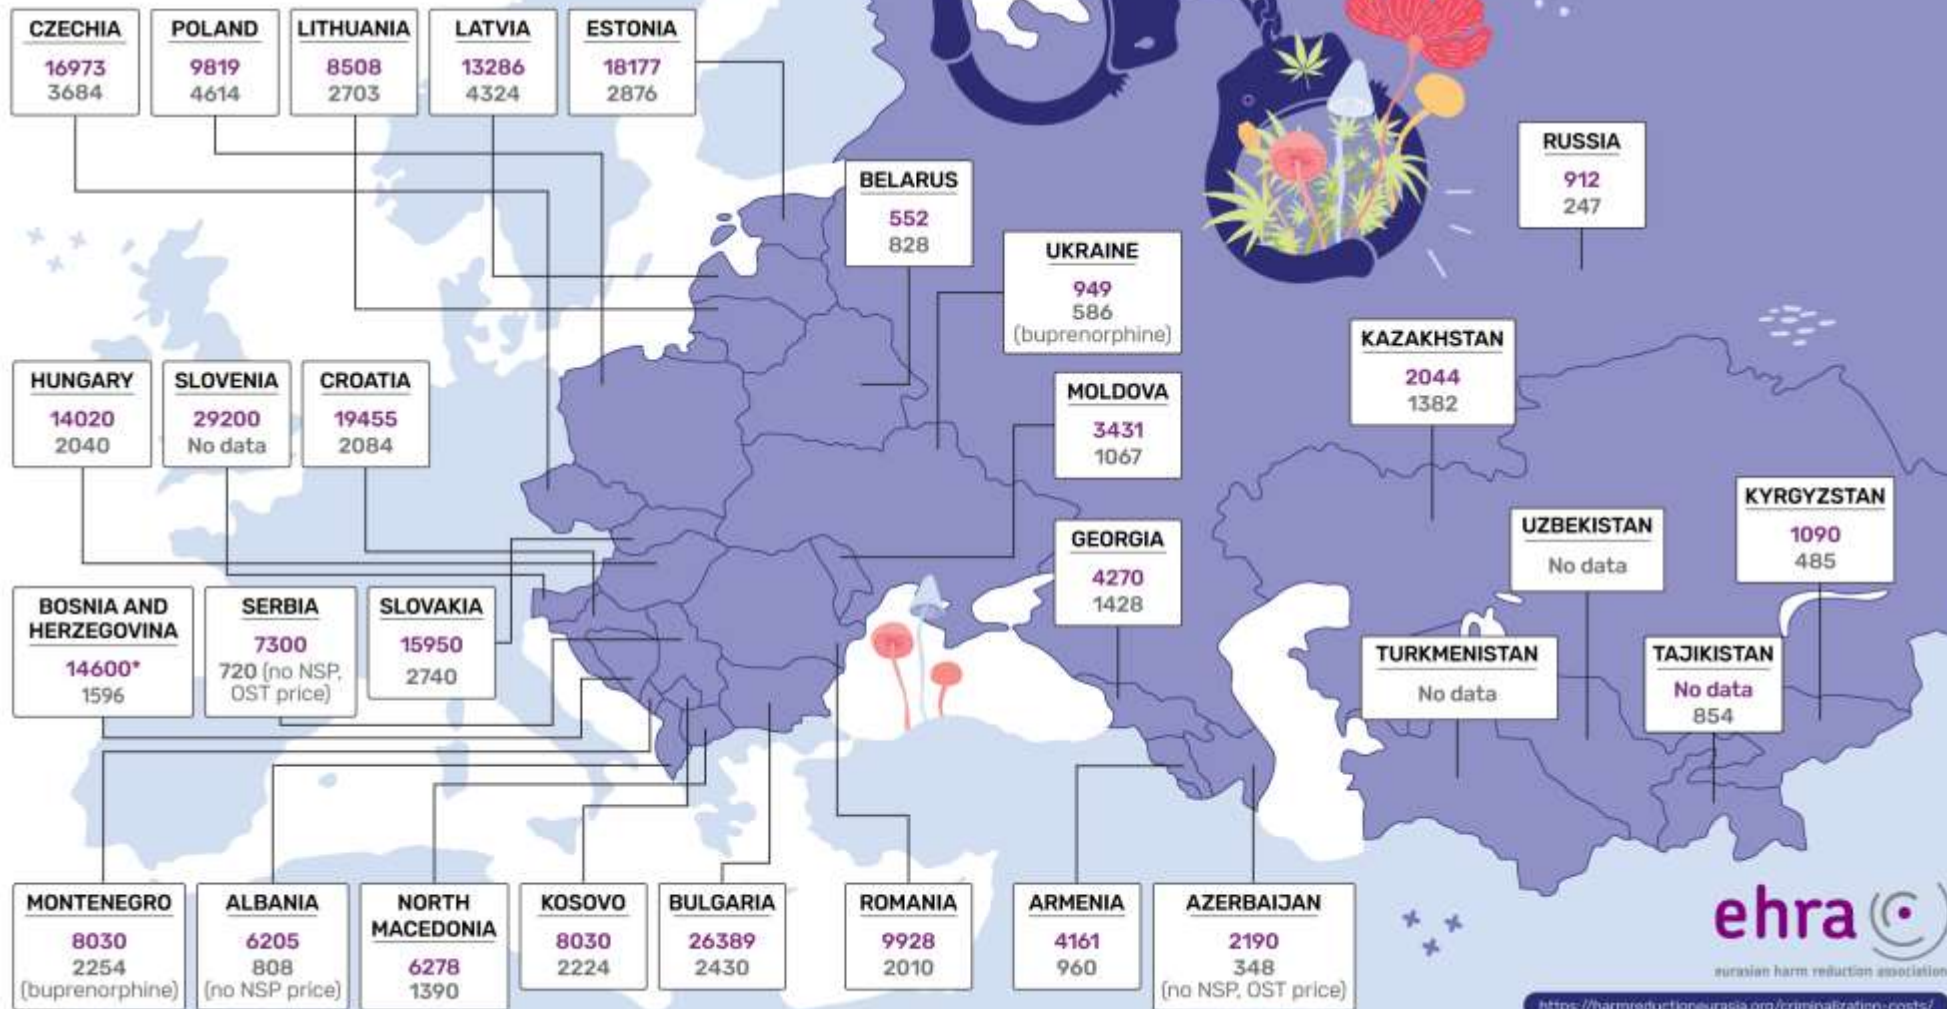 CZECHIA
16973
3684
POLAND
9819
4614
LITHUANIA
8508
2703
LATVIA
13286
4324
ESTONIA
18177
2876
BELARUS
552
828
RUSSIA
912
247
UKRAINE
949
586
(buprenorphine)
KAZAKHSTAN
2044
1382
HUNGARY
14020
2040
SLOVENIA
29200
No data
CROATIA
19455
2084
MOLDOVA
3431
1067
KYRGYZSTAN
1090
485
UZBEKISTAN
No data
GEORGIA
4270
1428
BOSNIA AND
HERZEGOVINA
14600*
1596
SERBIA
7300
720 (no NSP,
OST price)
SLOVAKIA
15950
2740
TURKMENISTAN
No data
TAJIKISTAN
No data
854
MONTENEGRO
8030
2254
(buprenorphine)
ALBANIA
6205
808
(no NSP price)
NORTH
MACEDONIA
6278
1390
KOSOVO
8030
2224
BULGARIA
26389
2430
ROMANIA
9928
2010
ARMENIA
4161
960
AZERBAIJAN
2190
348
(no NSP, OST price)
ehra
eurasian harm reduction association
https://harmreductioneurasia.org/criminalization-costs/